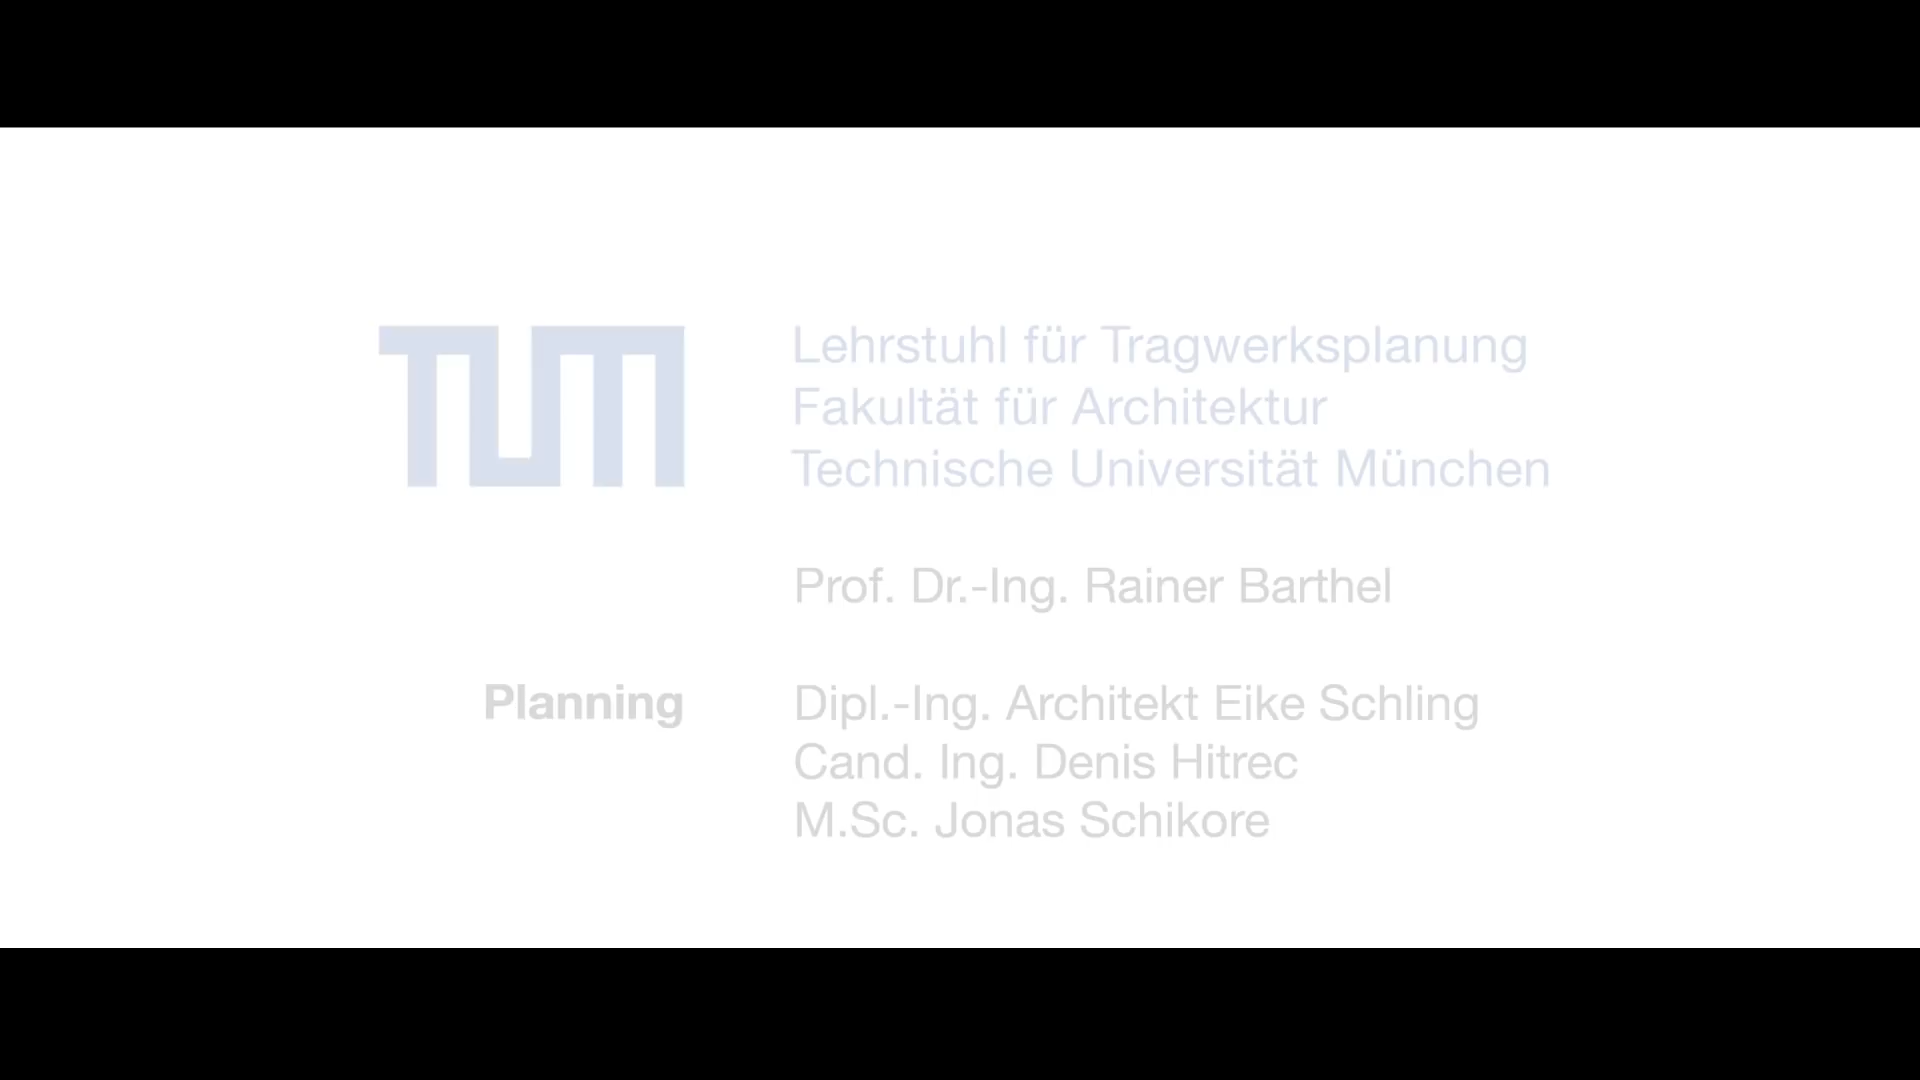 TUM
Lehrstuhl für Tragwerksplanung
Fakultät für Architektur
Technische Universität München
Prof. Dr.-Ing. Rainer Barthel
Planning
Dipl.-Ing. Architekt Eike Schling
Cand. Ing. Denis Hitrec
M.Sc. Jonas Schikore